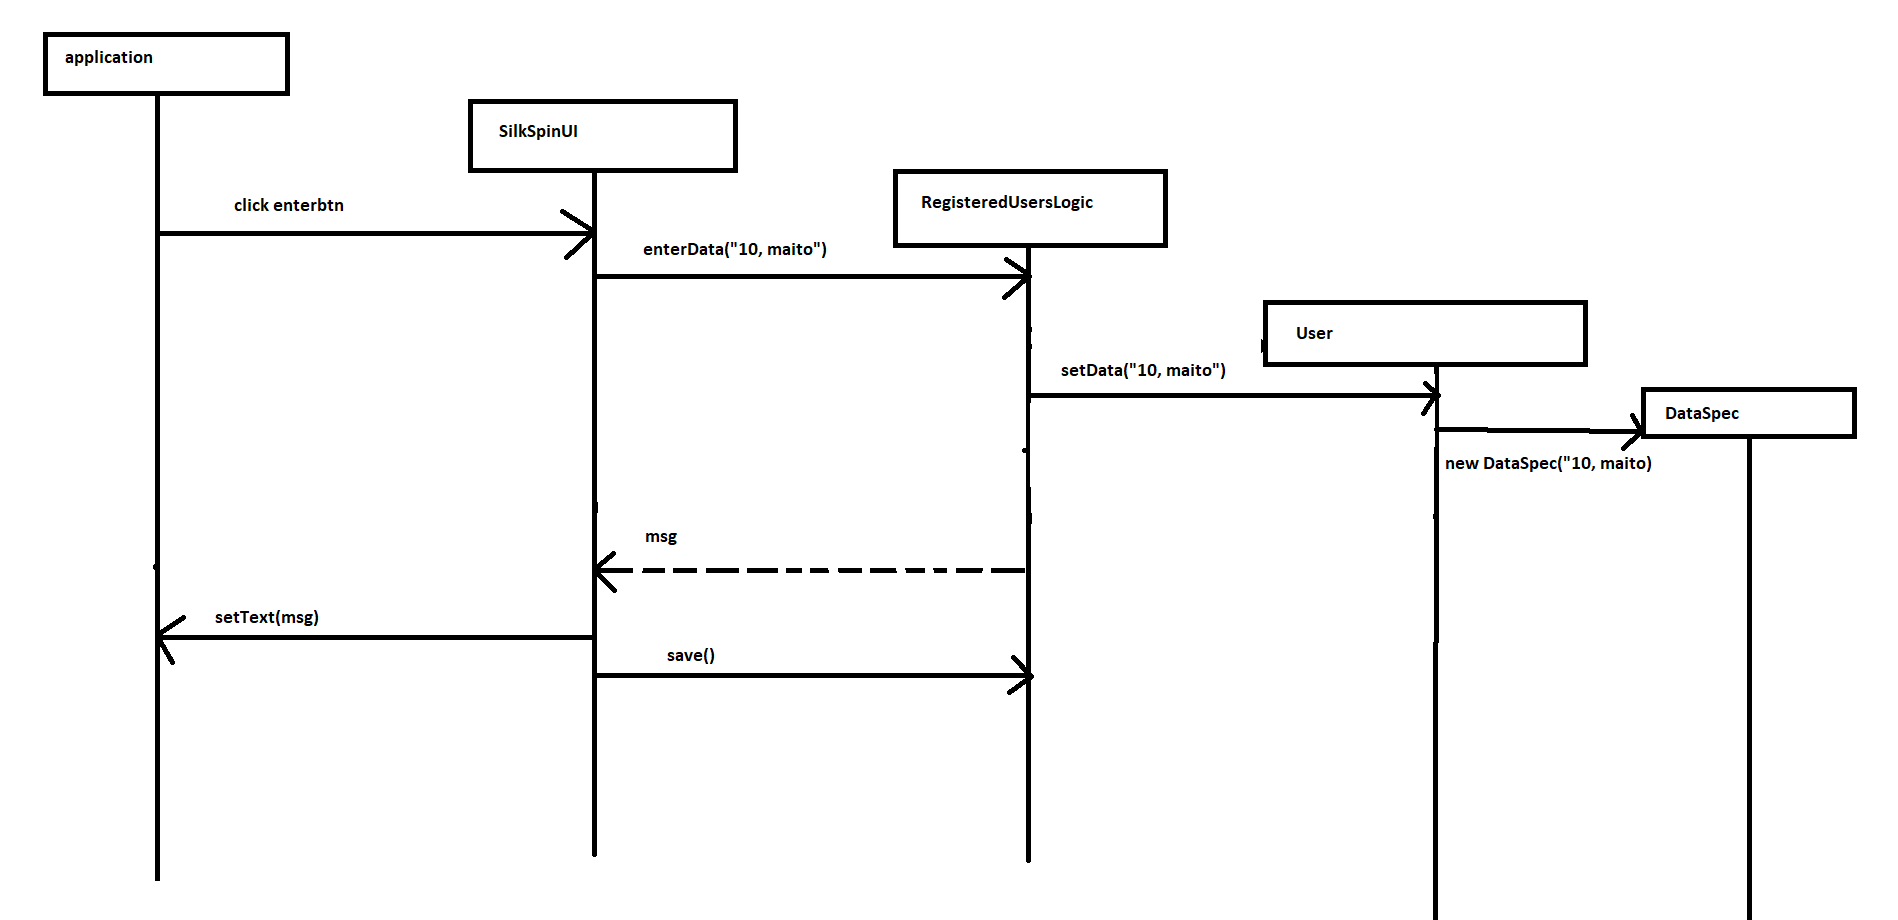 application
SilkSpinUI
RegisteredUsersLogic
click enterbtn
enterData("10, maito")
User
setData("10, maito")
DataSpec
new DataSpec("10, maito)
msg
setText(msg)
save()